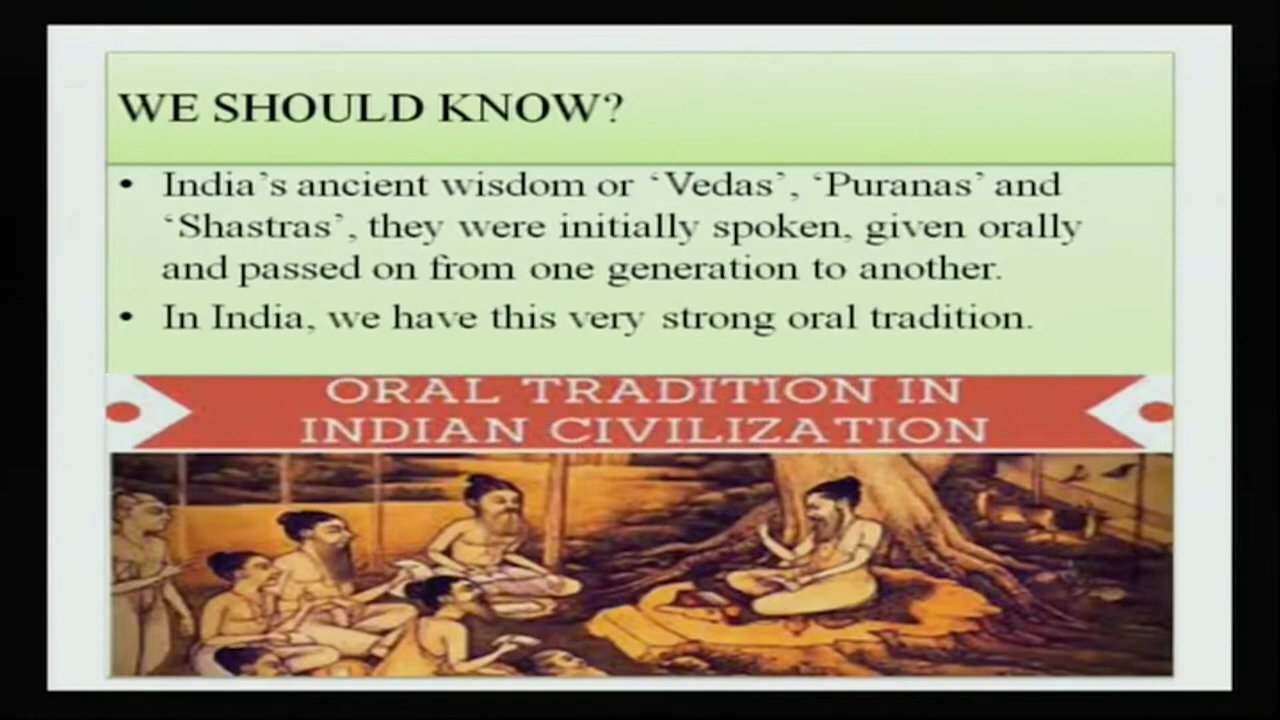 WE SHOULD KNOW?
• India's ancient wisdom or ‘Vedas’, ‘Puranas’ and
‘Shastras’, they were initially spoken, given orally
and passed on from one generation to another.
• In India, we have this very strong oral tradition.
ORAL TRADITION IN
INDIAN CIVILIZATION